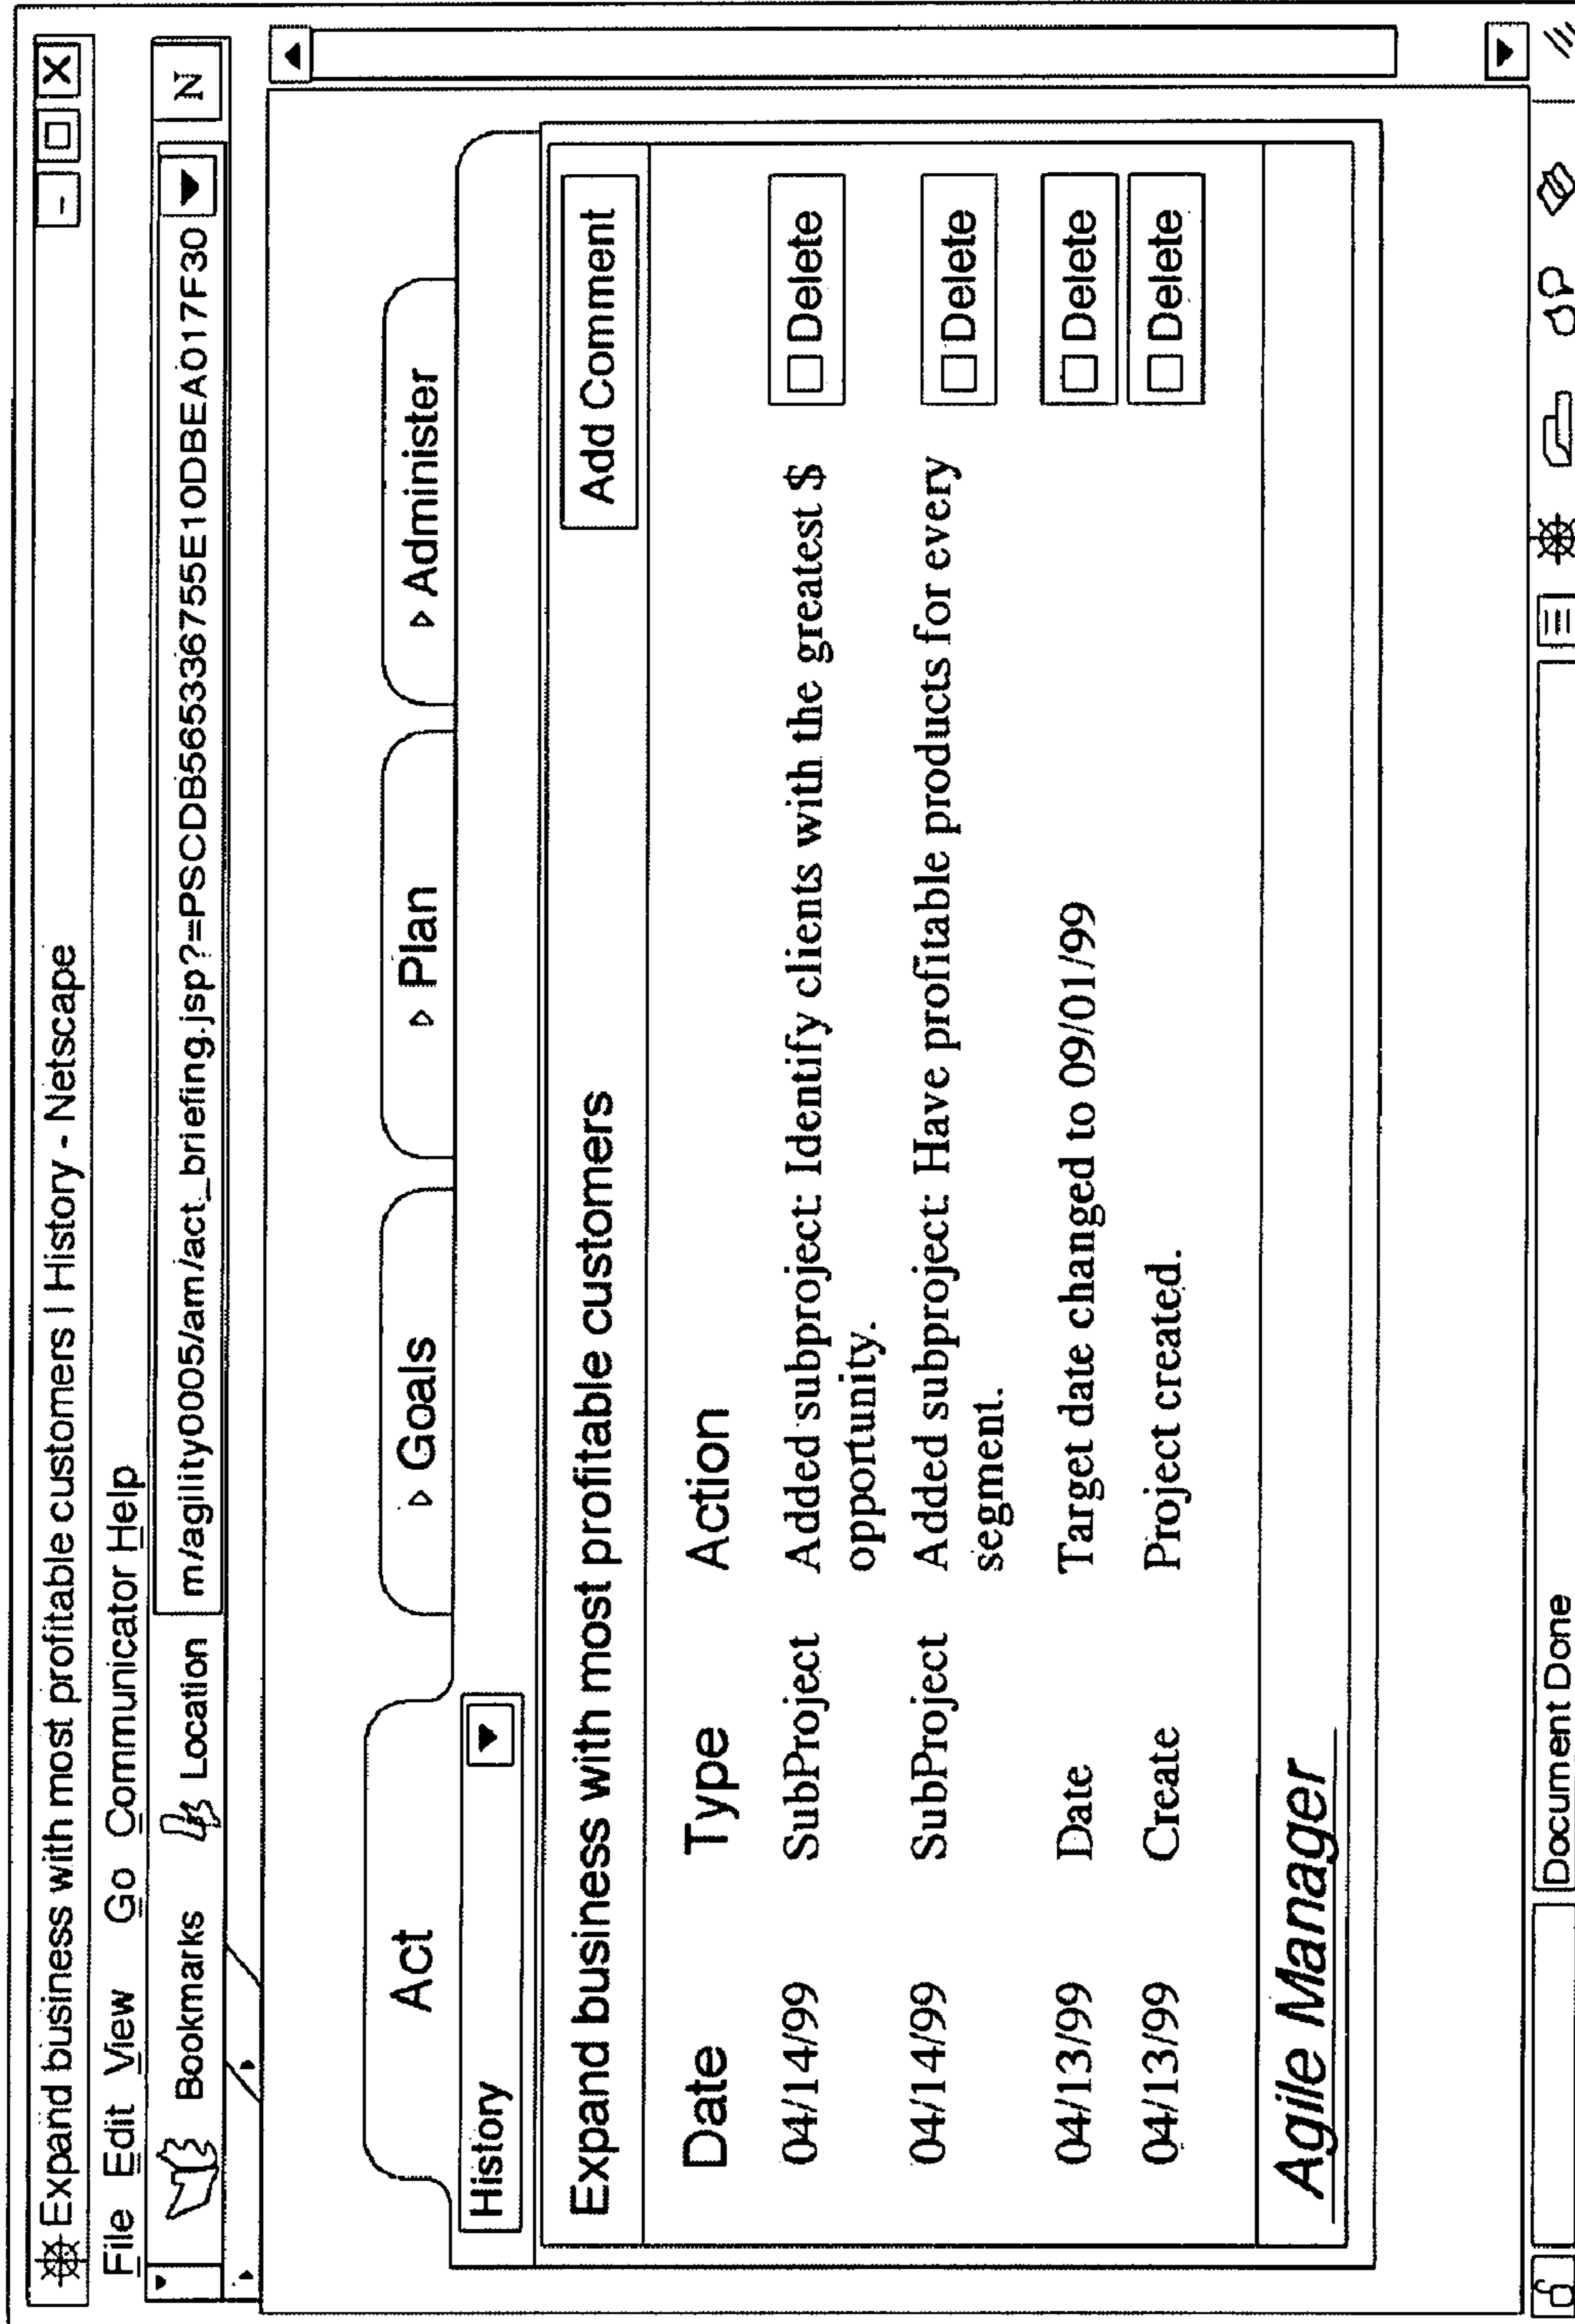 Expand business with most profitable customers | History - Netscape
File Edit View Go Communicator Help
Bookmarks Location m/agility0005/am/act_briefing.jsp?=PSCDB565336755E10DBEA017F30 N
Act Goals Plan Administer
History
Expand business with most profitable customers Add Comment
Date Type Action
04/14/99 SubProject Added subproject: Identify clients with the greatest $ Delete
opportunity.
04/14/99 SubProject Added subproject: Have profitable products for every Delete
segment.
04/13/99 Date Target date changed to 09/01/99 Delete
04/13/99 Create Project created. Delete
Agile Manager
Document Done